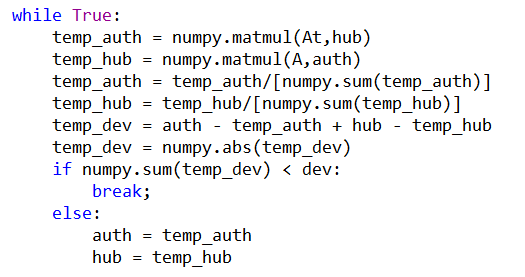 while True:
    temp_auth = numpy.matmul(At,hub)
    temp_hub = numpy.matmul(A,auth)
    temp_auth = temp_auth/[numpy.sum(temp_auth)]
    temp_hub = temp_hub/[numpy.sum(temp_hub)]
    temp_dev = auth - temp_auth + hub - temp_hub
    temp_dev = numpy.abs(temp_dev)
    if numpy.sum(temp_dev) < dev:
        break;
    else:
        auth = temp_auth
        hub = temp_hub